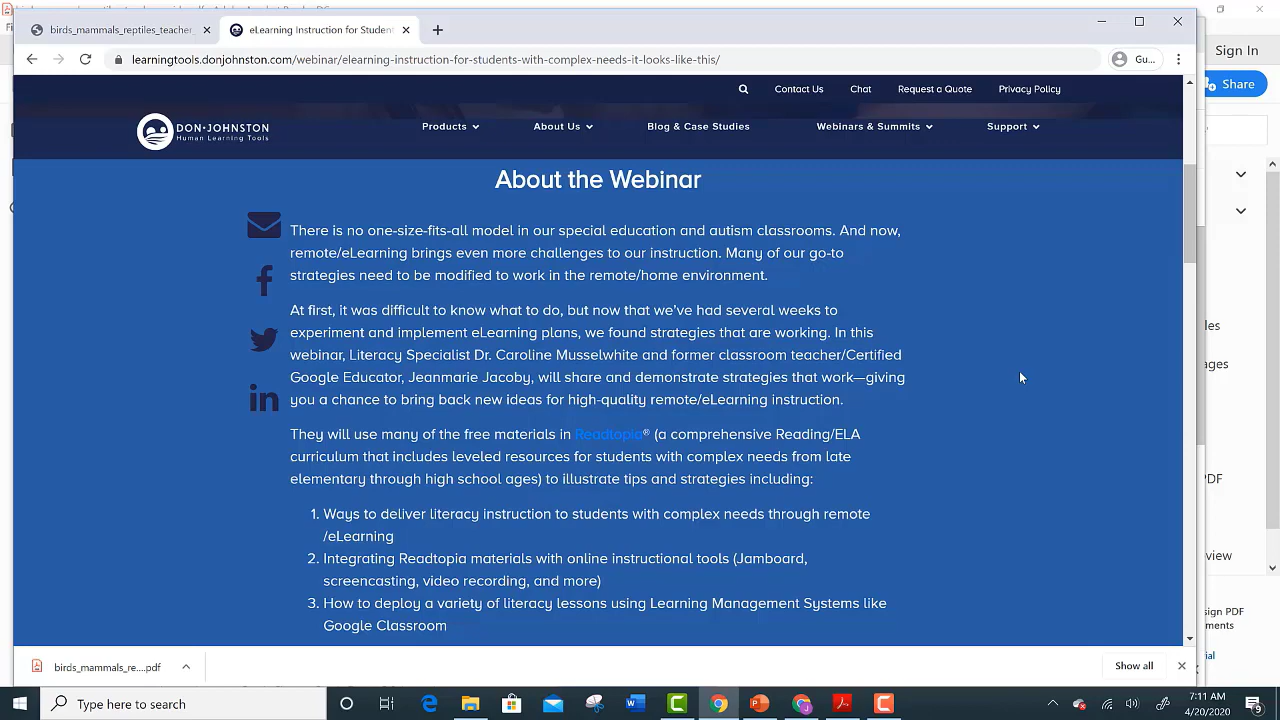 birds_mammals_reptiles_teacher_
eLearning Instruction for Student
Sign In
learningtools.donjohnston.com/webinar/elearning-instruction-for-students-with-complex-needs-it-looks-like-this/
Gu...
Share
Contact Us
Chat
Request a Quote
Privacy Policy
DON•JOHNSTON
Human Learning Tools
Products
About Us
Blog & Case Studies
Webinars & Summits
Support
About the Webinar
There is no one-size-fits-all model in our special education and autism classrooms. And now,
remote/eLearning brings even more challenges to our instruction. Many of our go-to
strategies need to be modified to work in the remote/home environment.
At first, it was difficult to know what to do, but now that we've had several weeks to
experiment and implement eLearning plans, we found strategies that are working. In this
webinar, Literacy Specialist Dr. Caroline Musselwhite and former classroom teacher/Certified
Google Educator, Jeanmarie Jacoby, will share and demonstrate strategies that work—giving
you a chance to bring back new ideas for high-quality remote/eLearning instruction.
They will use many of the free materials in Readtopia® (a comprehensive Reading/ELA
curriculum that includes leveled resources for students with complex needs from late
elementary through high school ages) to illustrate tips and strategies including:
1. Ways to deliver literacy instruction to students with complex needs through remote
/eLearning
2. Integrating Readtopia materials with online instructional tools (Jamboard,
screencasting, video recording, and more)
3. How to deploy a variety of literacy lessons using Learning Management Systems like
Google Classroom
les
ages
PDF
view
sign PDF
ments
ial
birds_mammals_re....pdf
Show all
Type here to search
7:11 AM
4/20/2020